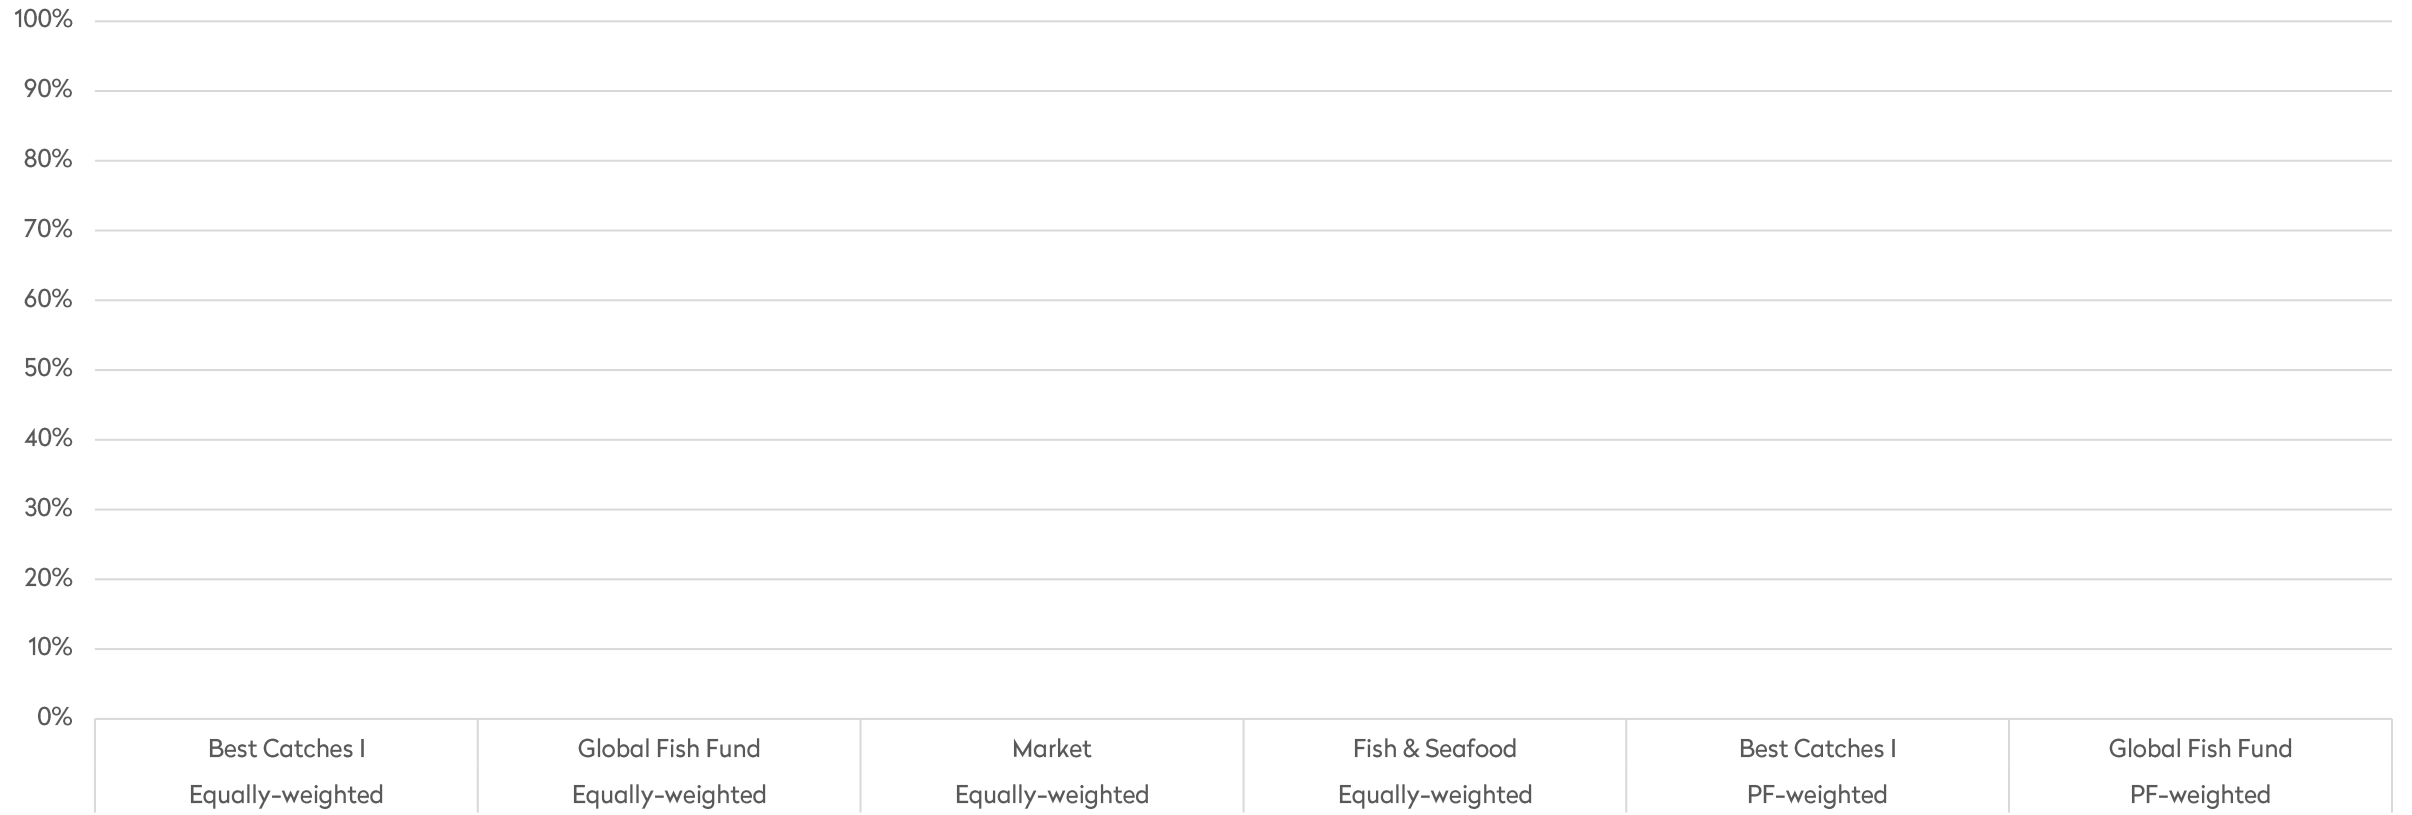 100%
90%
80%
70%
60%
50%
40%
30%
20%
10%
0%
Best Catches I
Equally-weighted
Global Fish Fund
Equally-weighted
Market
Equally-weighted
Fish & Seafood
Equally-weighted
Best Catches I
PF-weighted
Global Fish Fund
PF-weighted